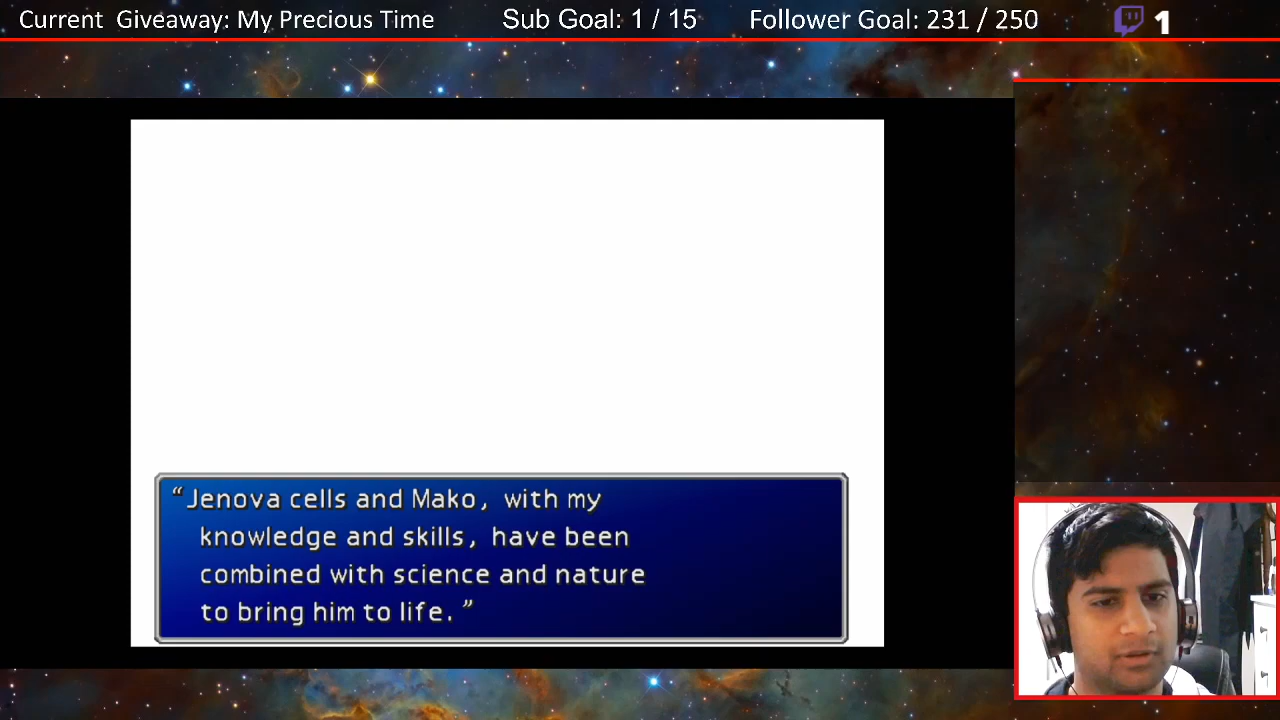 Current Giveaway: My Precious Time
Sub Goal: 1 / 15
Follower Goal: 231 / 250
1
“Jenova cells and Mako, with my
knowledge and skills, have been
combined with science and nature
to bring him to life.”